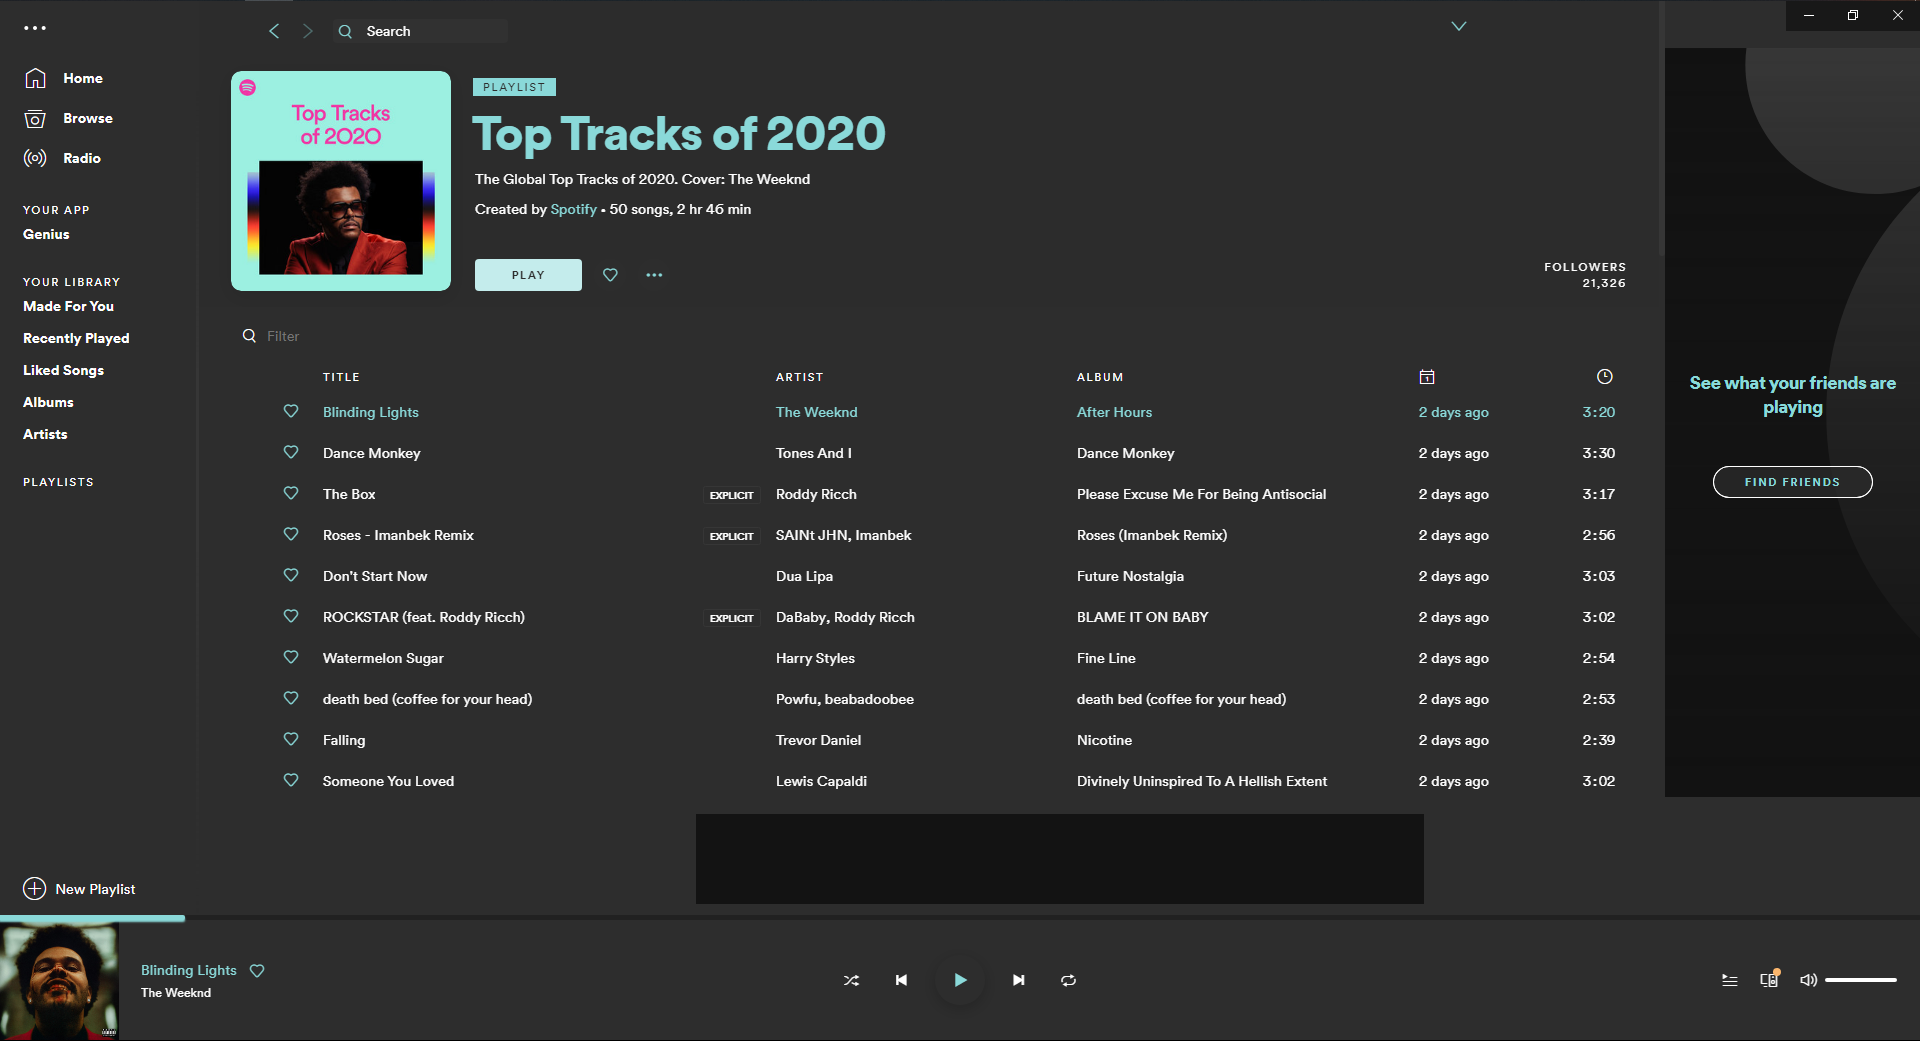 Search
Home
Browse
Radio
YOUR APP
Genius
YOUR LIBRARY
Made For You
Recently Played
Liked Songs
Albums
Artists
PLAYLISTS
New Playlist
Top Tracks
of 2020
PLAYLIST
Top Tracks of 2020
The Global Top Tracks of 2020. Cover: The Weeknd
Created by Spotify • 50 songs, 2 hr 46 min
PLAY
FOLLOWERS
21,326
Filter
TITLE ARTIST ALBUM
Blinding Lights The Weeknd After Hours 2 days ago 3:20
Dance Monkey Tones And I Dance Monkey 2 days ago 3:30
The Box EXPLICIT Roddy Ricch Please Excuse Me For Being Antisocial 2 days ago 3:17
Roses - Imanbek Remix EXPLICIT SAINt JHN, Imanbek Roses (Imanbek Remix) 2 days ago 2:56
Don't Start Now Dua Lipa Future Nostalgia 2 days ago 3:03
ROCKSTAR (feat. Roddy Ricch) EXPLICIT DaBaby, Roddy Ricch BLAME IT ON BABY 2 days ago 3:02
Watermelon Sugar Harry Styles Fine Line 2 days ago 2:54
death bed (coffee for your head) Powfu, beabadoobee death bed (coffee for your head) 2 days ago 2:53
Falling Trevor Daniel Nicotine 2 days ago 2:39
Someone You Loved Lewis Capaldi Divinely Uninspired To A Hellish Extent 2 days ago 3:02
See what your friends are
playing
FIND FRIENDS
Blinding Lights
The Weeknd